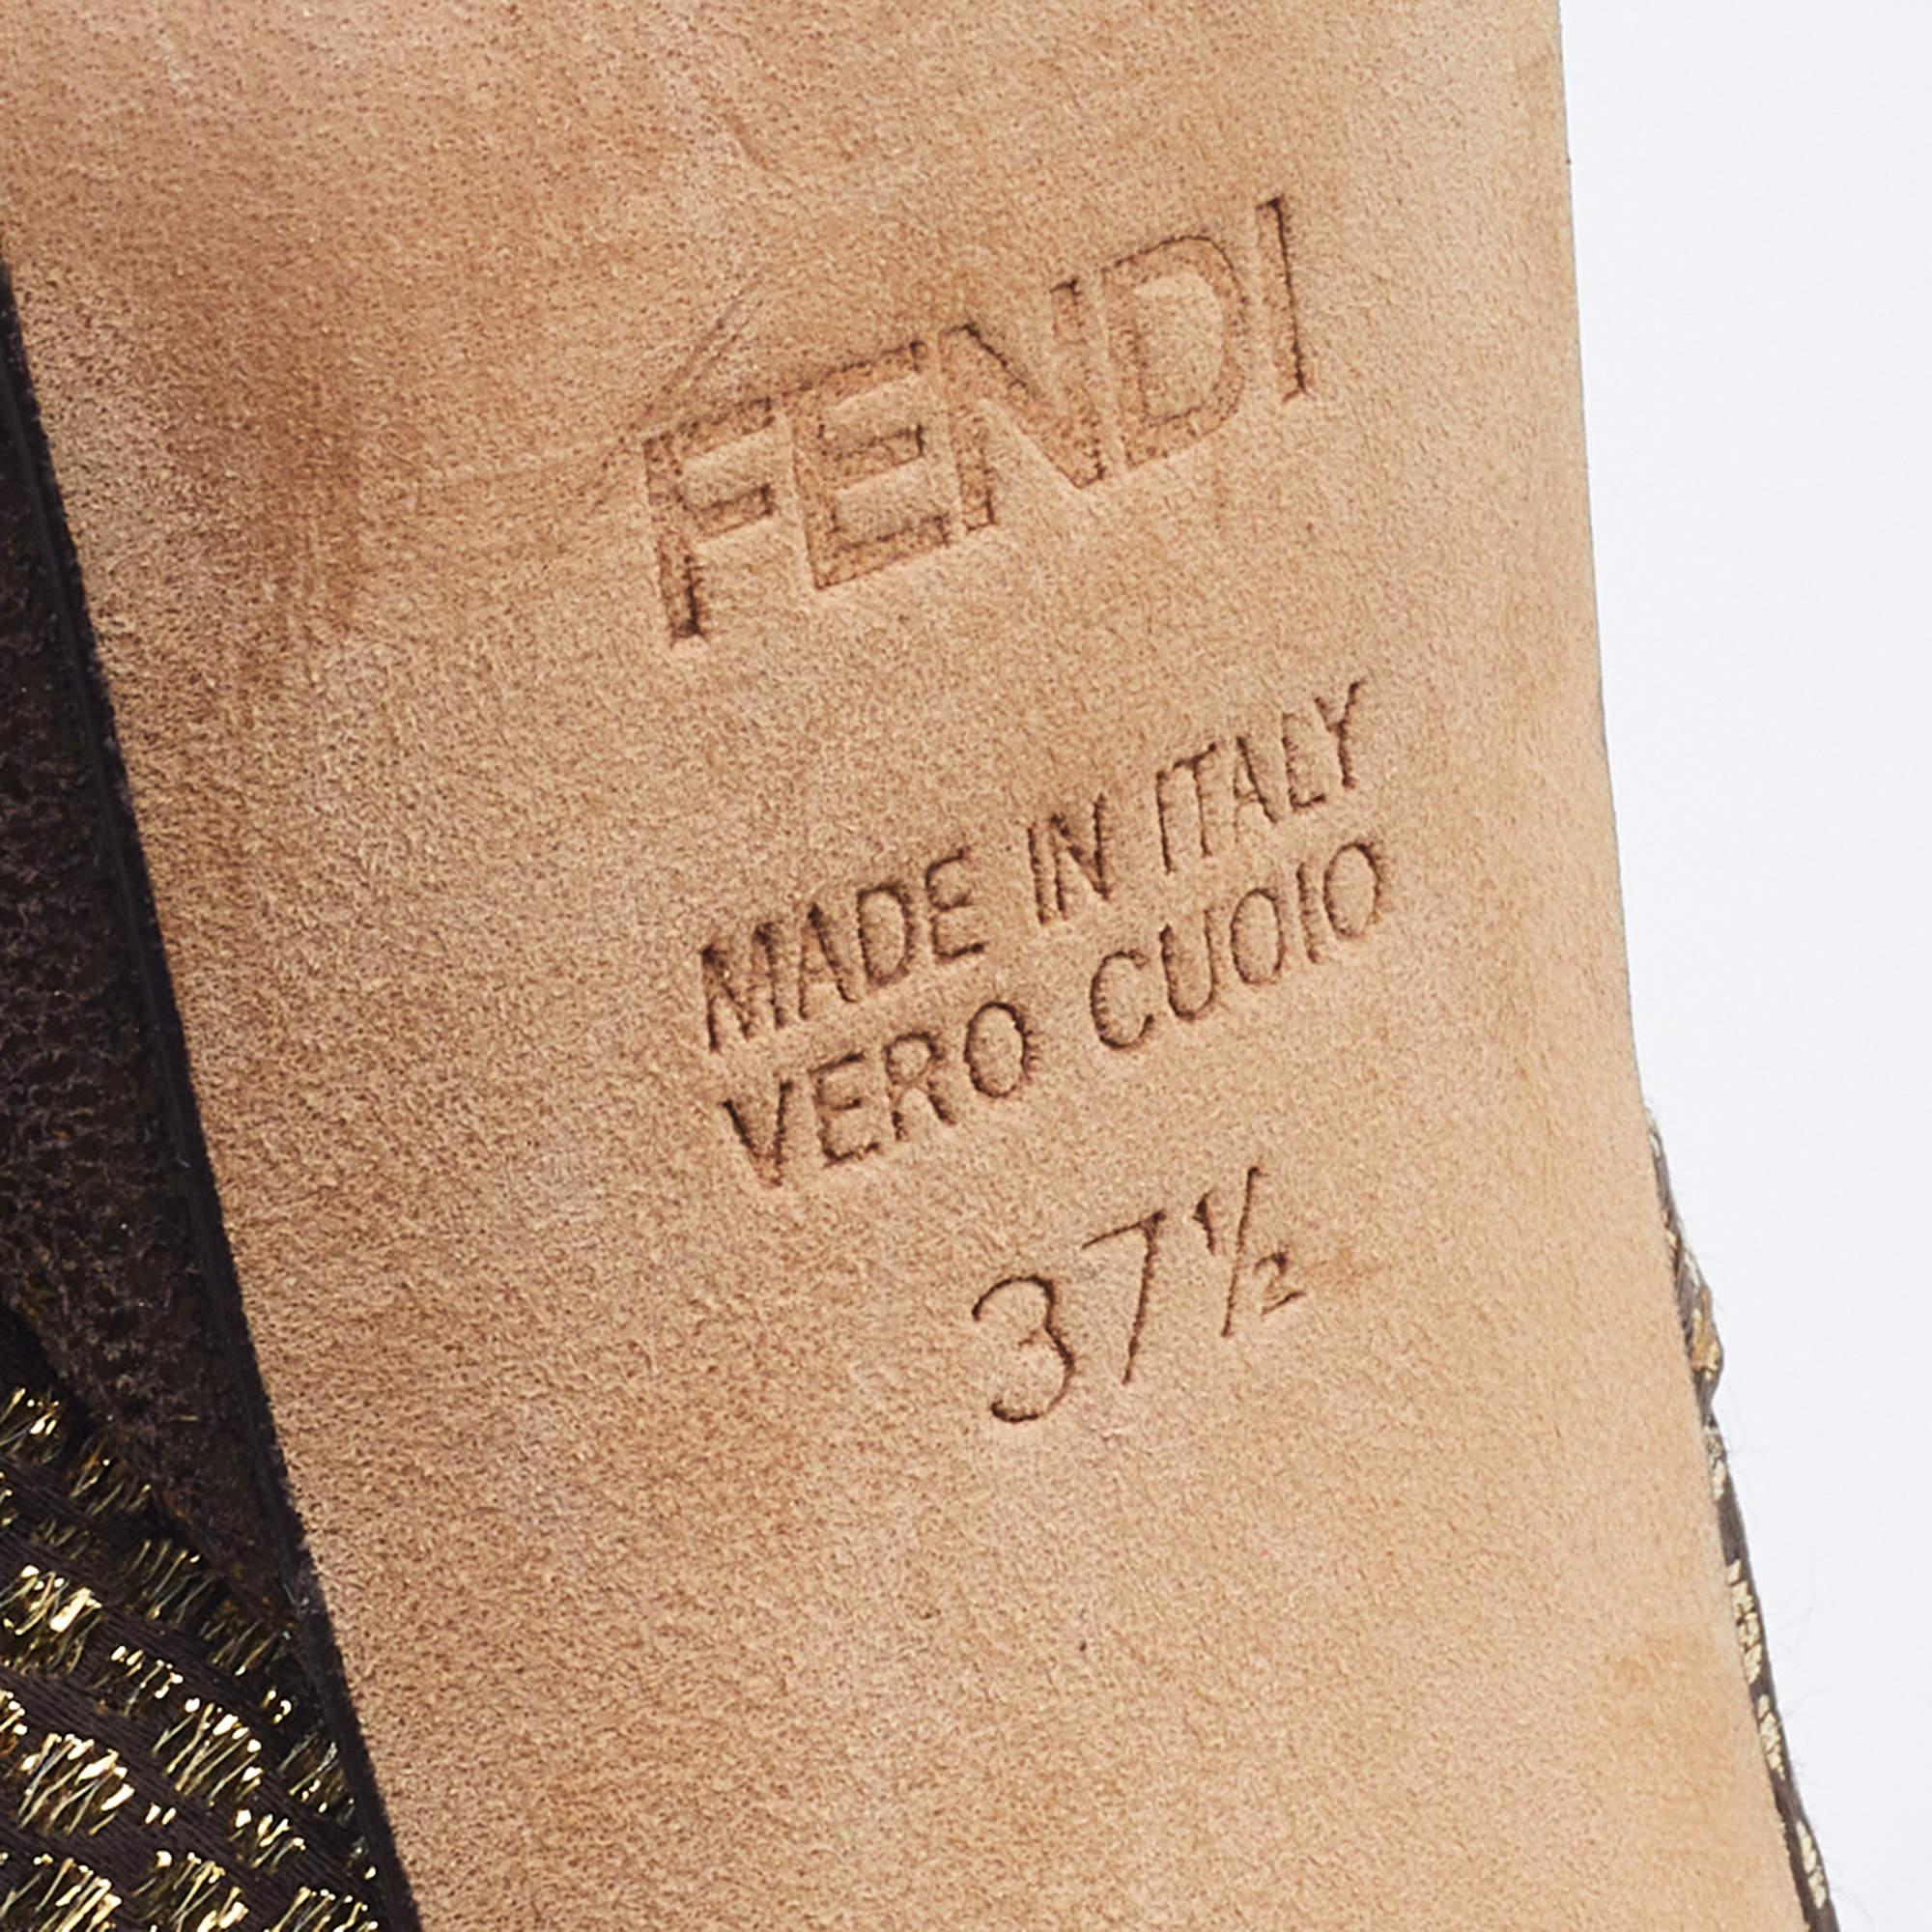 FENDI
MADE IN ITALY
VERO CUOIO
37½